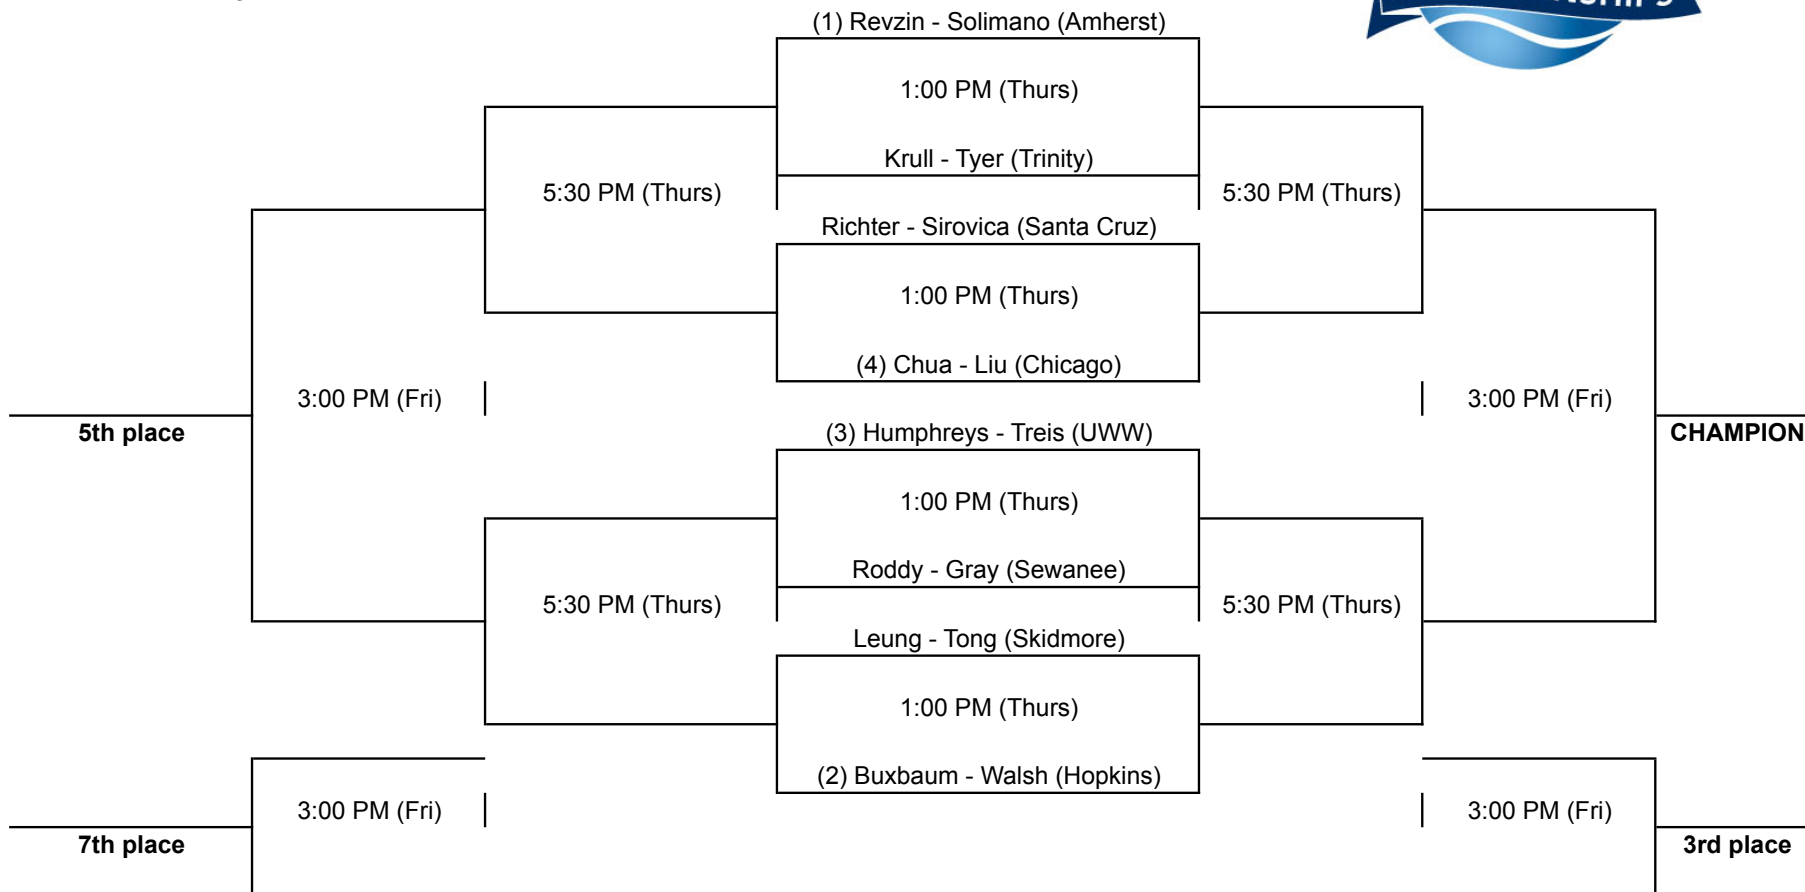 (1) Revzin - Solimano (Amherst)
1:00 PM (Thurs)
Krull - Tyer (Trinity)
5:30 PM (Thurs)
5:30 PM (Thurs)
Richter - Sirovica (Santa Cruz)
1:00 PM (Thurs)
(4) Chua - Liu (Chicago)
3:00 PM (Fri)
3:00 PM (Fri)
5th place
(3) Humphreys - Treis (UWW)
CHAMPION
1:00 PM (Thurs)
Roddy - Gray (Sewanee)
5:30 PM (Thurs)
5:30 PM (Thurs)
Leung - Tong (Skidmore)
1:00 PM (Thurs)
(2) Buxbaum - Walsh (Hopkins)
3:00 PM (Fri)
3:00 PM (Fri)
7th place
3rd place